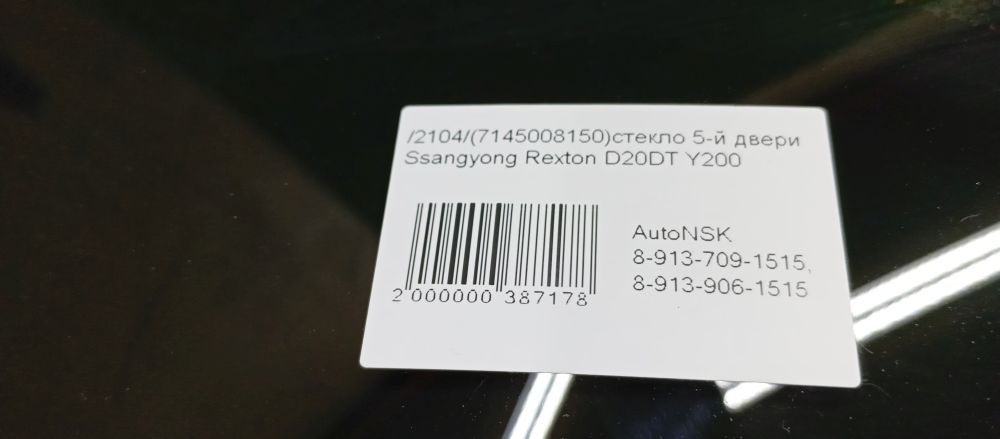 /2104/(7145008150)стекло 5-й двери
Ssangyong Rexton D20DT Y200
AutoNSK
8-913-709-1515,
8-913-906-1515
2 000000 387178